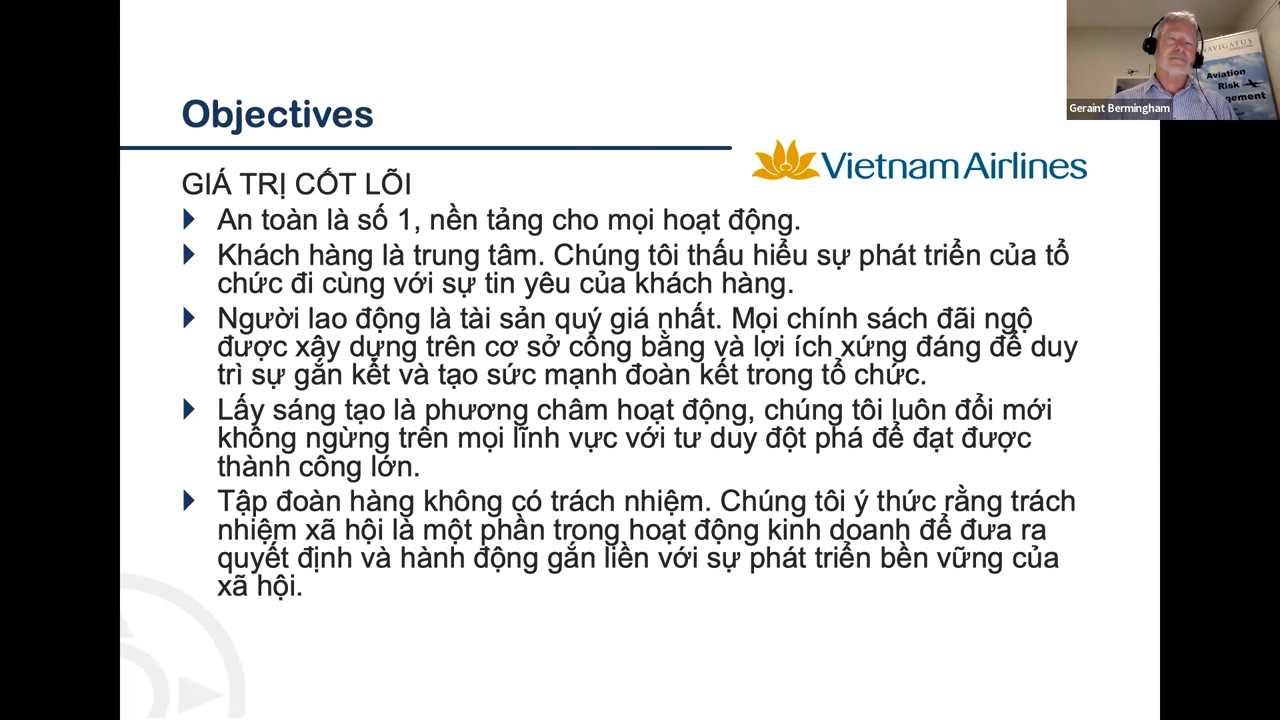 Objectives
Vietnam Airlines
GIÁ TRỊ CỐT LÕI
An toàn là số 1, nền tảng cho mọi hoạt động.
Khách hàng là trung tâm. Chúng tôi thấu hiểu sự phát triển của tổ
chức đi cùng với sự tin yêu của khách hàng.
Người lao động là tài sản quý giá nhất. Mọi chính sách đãi ngộ
được xây dựng trên cơ sở công bằng và lợi ích xứng đáng để duy
trì sự gắn kết và tạo sức mạnh đoàn kết trong tổ chức.
Lấy sáng tạo là phương châm hoạt động, chúng tôi luôn đổi mới
không ngừng trên mọi lĩnh vực với tư duy đột phá để đạt được
thành công lớn.
Tập đoàn hàng không có trách nhiệm. Chúng tôi ý thức rằng trách
nhiệm xã hội là một phần trong hoạt động kinh doanh để đưa ra
quyết định và hành động gắn liền với sự phát triển bền vững của
xã hội.
NAVIGATUS
Aviation
Risk
gement
Geraint Bermingham